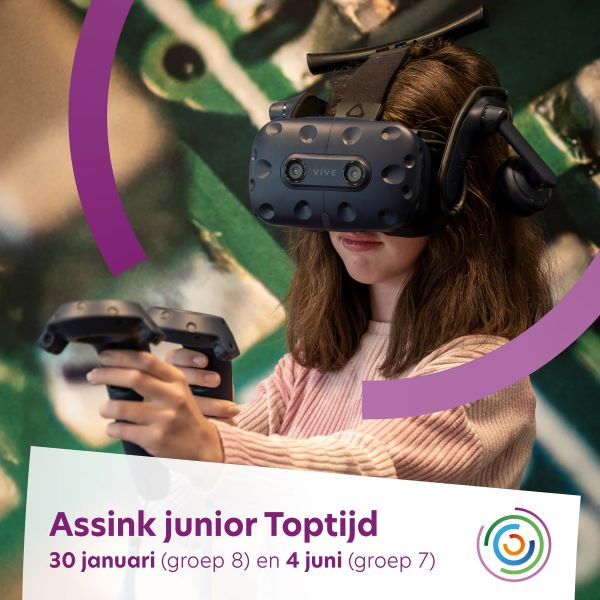 VIVE
Assink junior Toptijd
30 januari (groep 8) en 4 juni (groep 7)